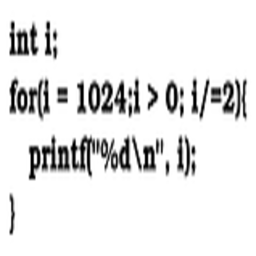 int i;
for(i = 1024;i > 0; i/=2){
printf("%d\n", i);
}